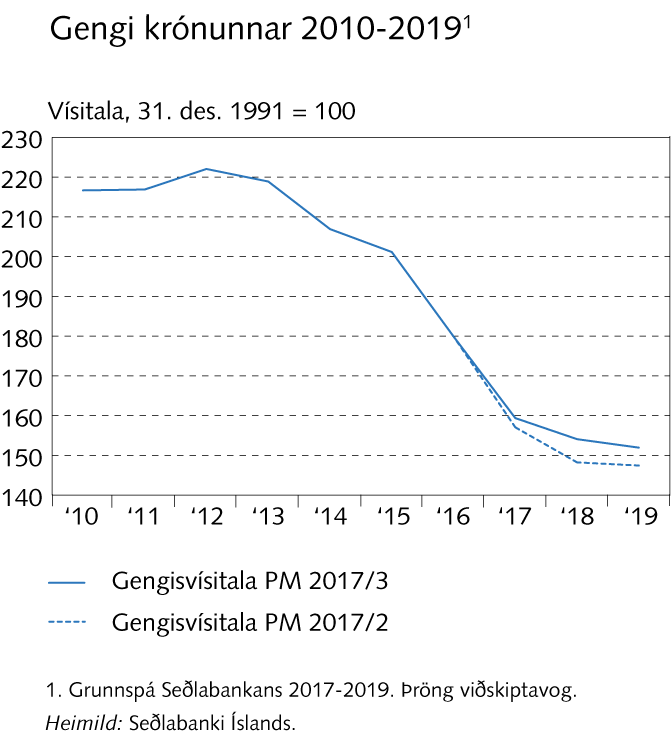 Gengi krónunnar 2010-2019¹
Vísitala, 31. des. 1991 = 100
230
220
210
200
190
180
170
160
150
140
‘10 ‘11 ‘12 ‘13 ‘14 ‘15 ‘16 ‘17 ‘18 ‘19
Gengisvísitala PM 2017/3
Gengisvísitala PM 2017/2
1. Grunnspá Seðlabankans 2017-2019. Þröng viðskiptavog.
Heimild: Seðlabanki Íslands.